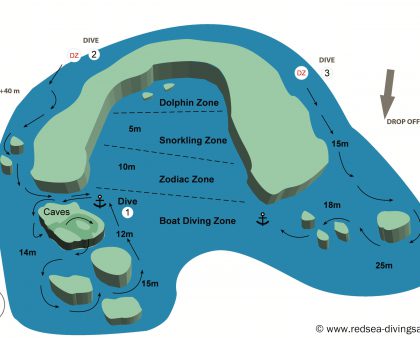 DIVE
DZ 2
DIVE
DZ 3
+40 m
Dolphin Zone
5m
DROP OFF
Snorkling Zone
15m
10m
Zodiac Zone
Dive
1
Caves
18m
Boat Diving Zone
12m
14m
25m
15m
© www.redsea-divingsa